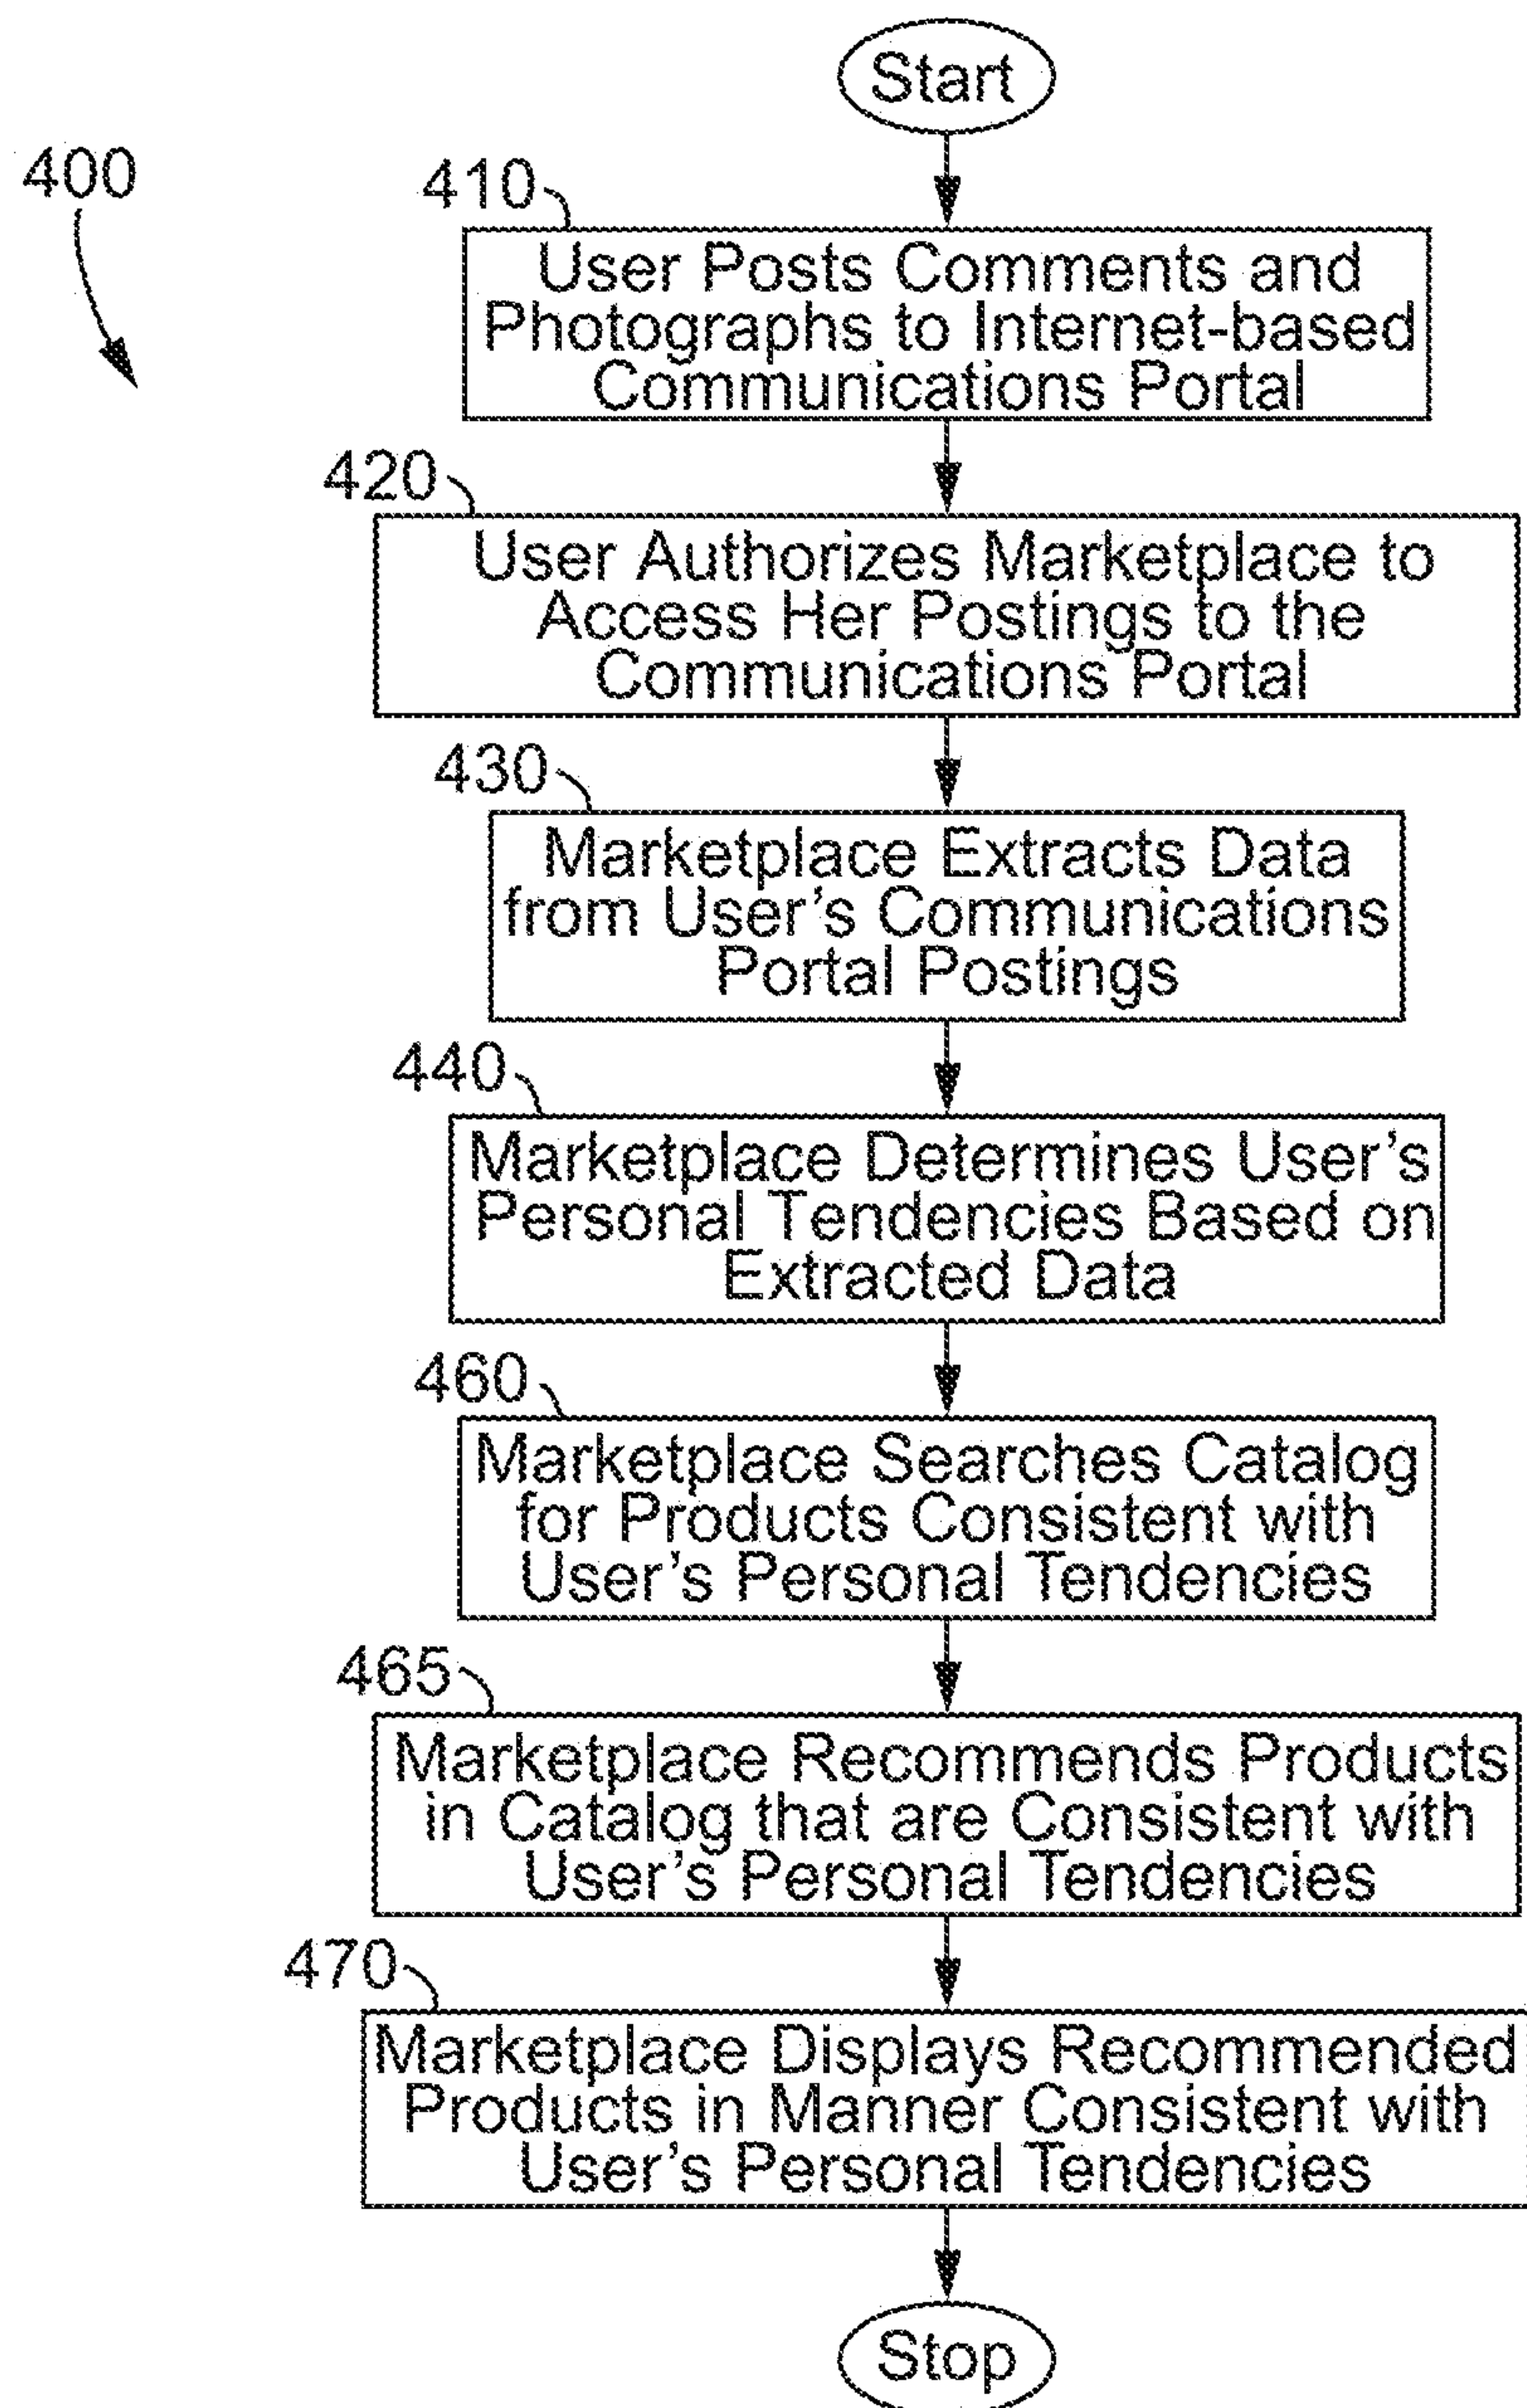 Start
400
410
User Posts Comments and
Photographs to Internet-based
Communications Portal
420
User Authorizes Marketplace to
Access Her Postings to the
Communications Portal
430
Marketplace Extracts Data
from User's Communications
Portal Postings
440
Marketplace Determines User's
Personal Tendencies Based on
Extracted Data
460
Marketplace Searches Catalog
for Products Consistent with
User's Personal Tendencies
465
Marketplace Recommends Products
in Catalog that are Consistent with
User's Personal Tendencies
470
Marketplace Displays Recommended
Products in Manner Consistent with
User's Personal Tendencies
Stop